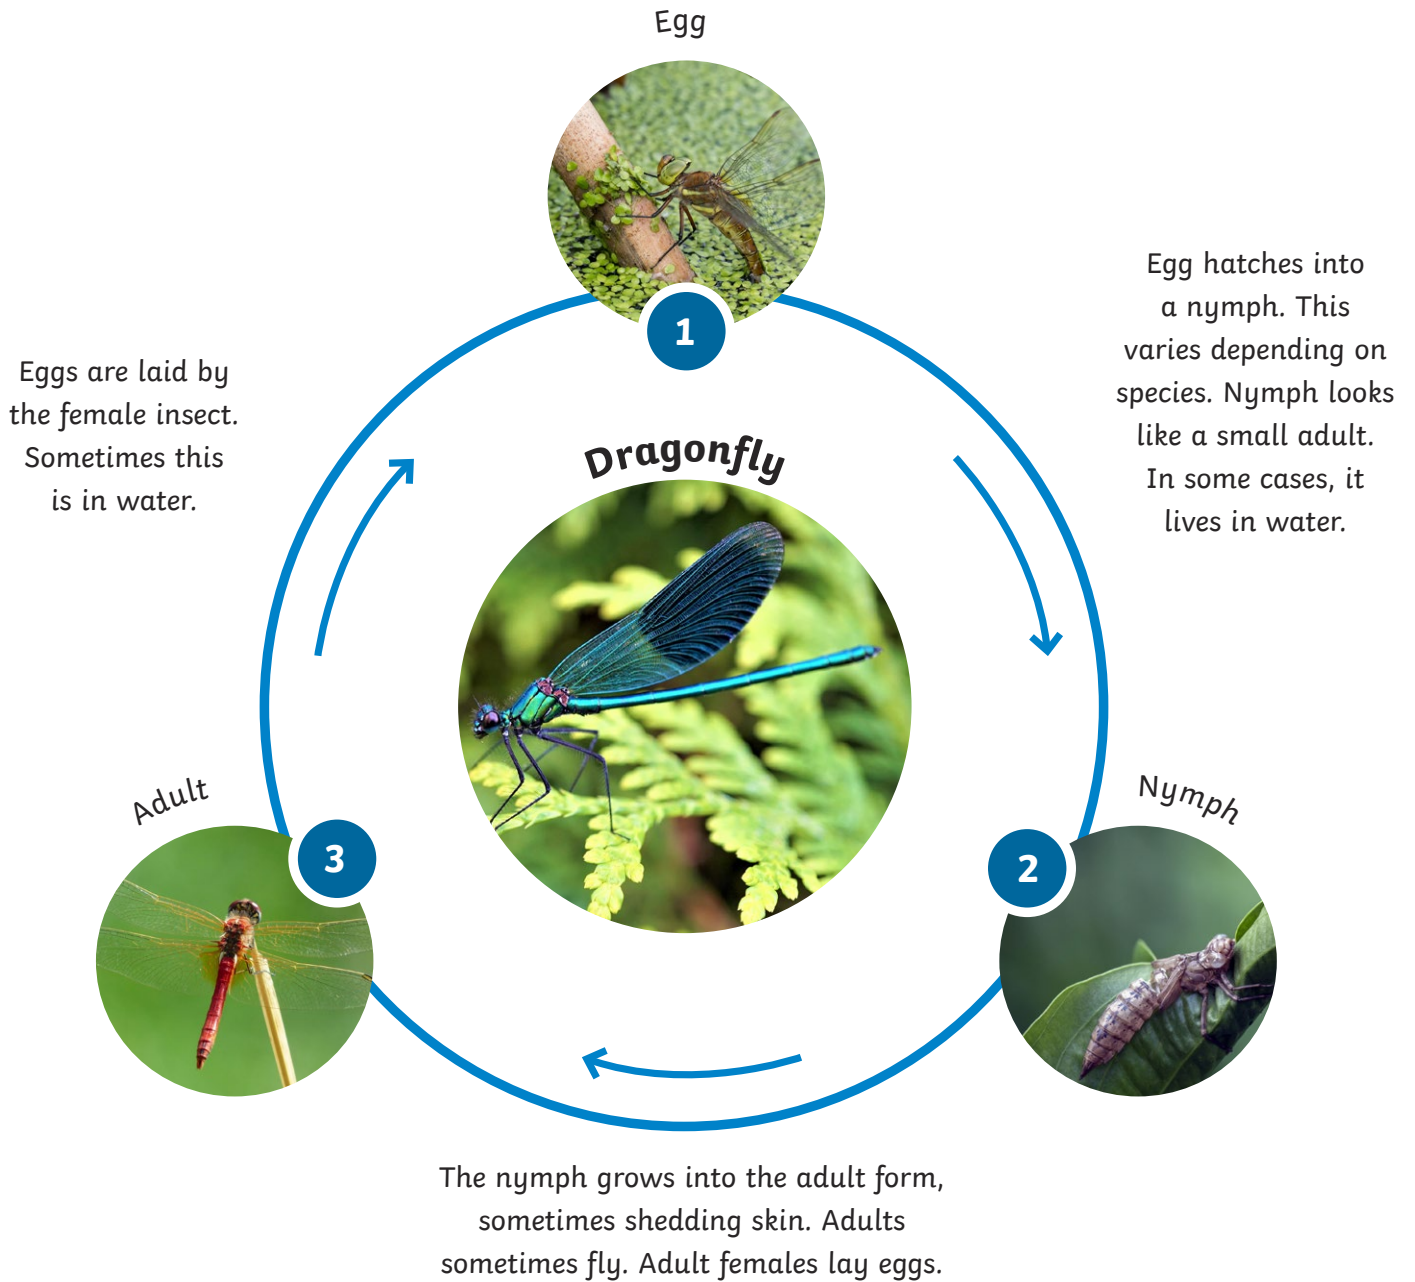 Egg
1
Egg hatches into
a nymph. This
varies depending on
species. Nymph looks
like a small adult.
In some cases, it
lives in water.
Eggs are laid by
the female insect.
Sometimes this
is in water.
Dragonfly
Nymph
2
Adult
3
The nymph grows into the adult form,
sometimes shedding skin. Adults
sometimes fly. Adult females lay eggs.